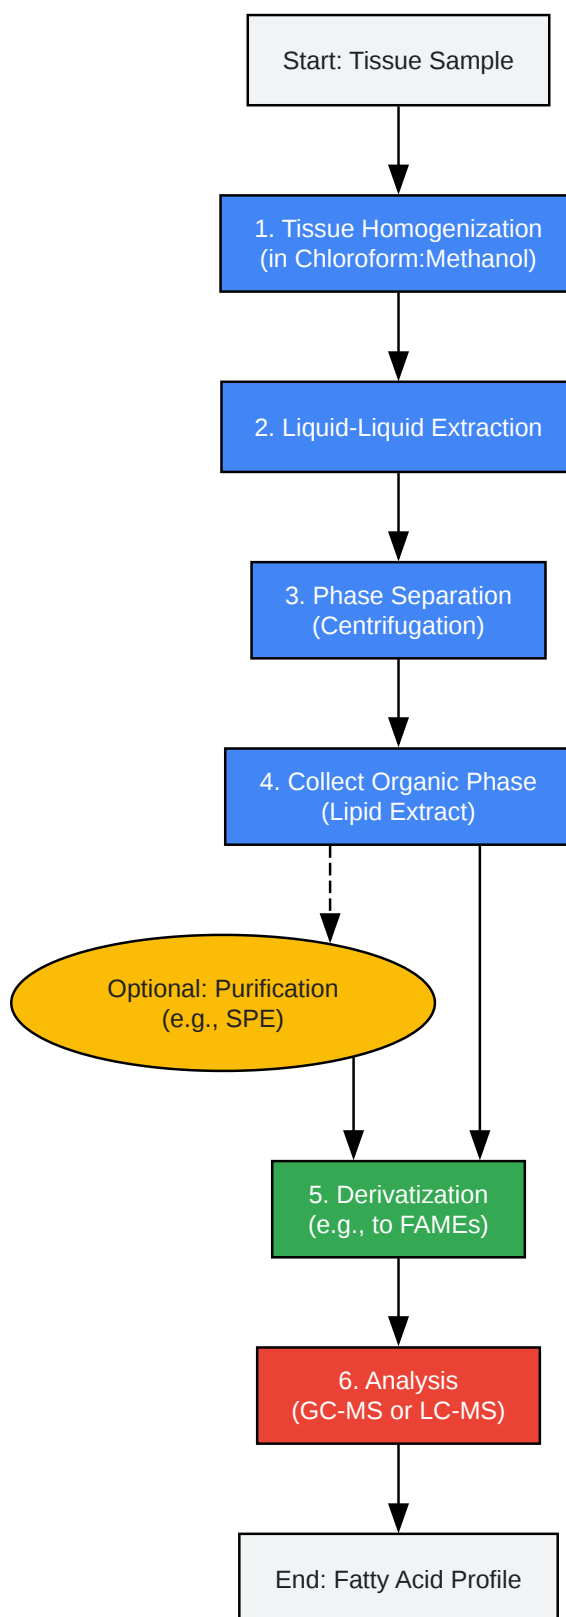 Start: Tissue Sample
1. Tissue Homogenization
(in Chloroform:Methanol)
2. Liquid-Liquid Extraction
3. Phase Separation
(Centrifugation)
4. Collect Organic Phase
(Lipid Extract)
Optional: Purification
(e.g., SPE)
5. Derivatization
(e.g., to FAMEs)
6. Analysis
(GC-MS or LC-MS)
End: Fatty Acid Profile